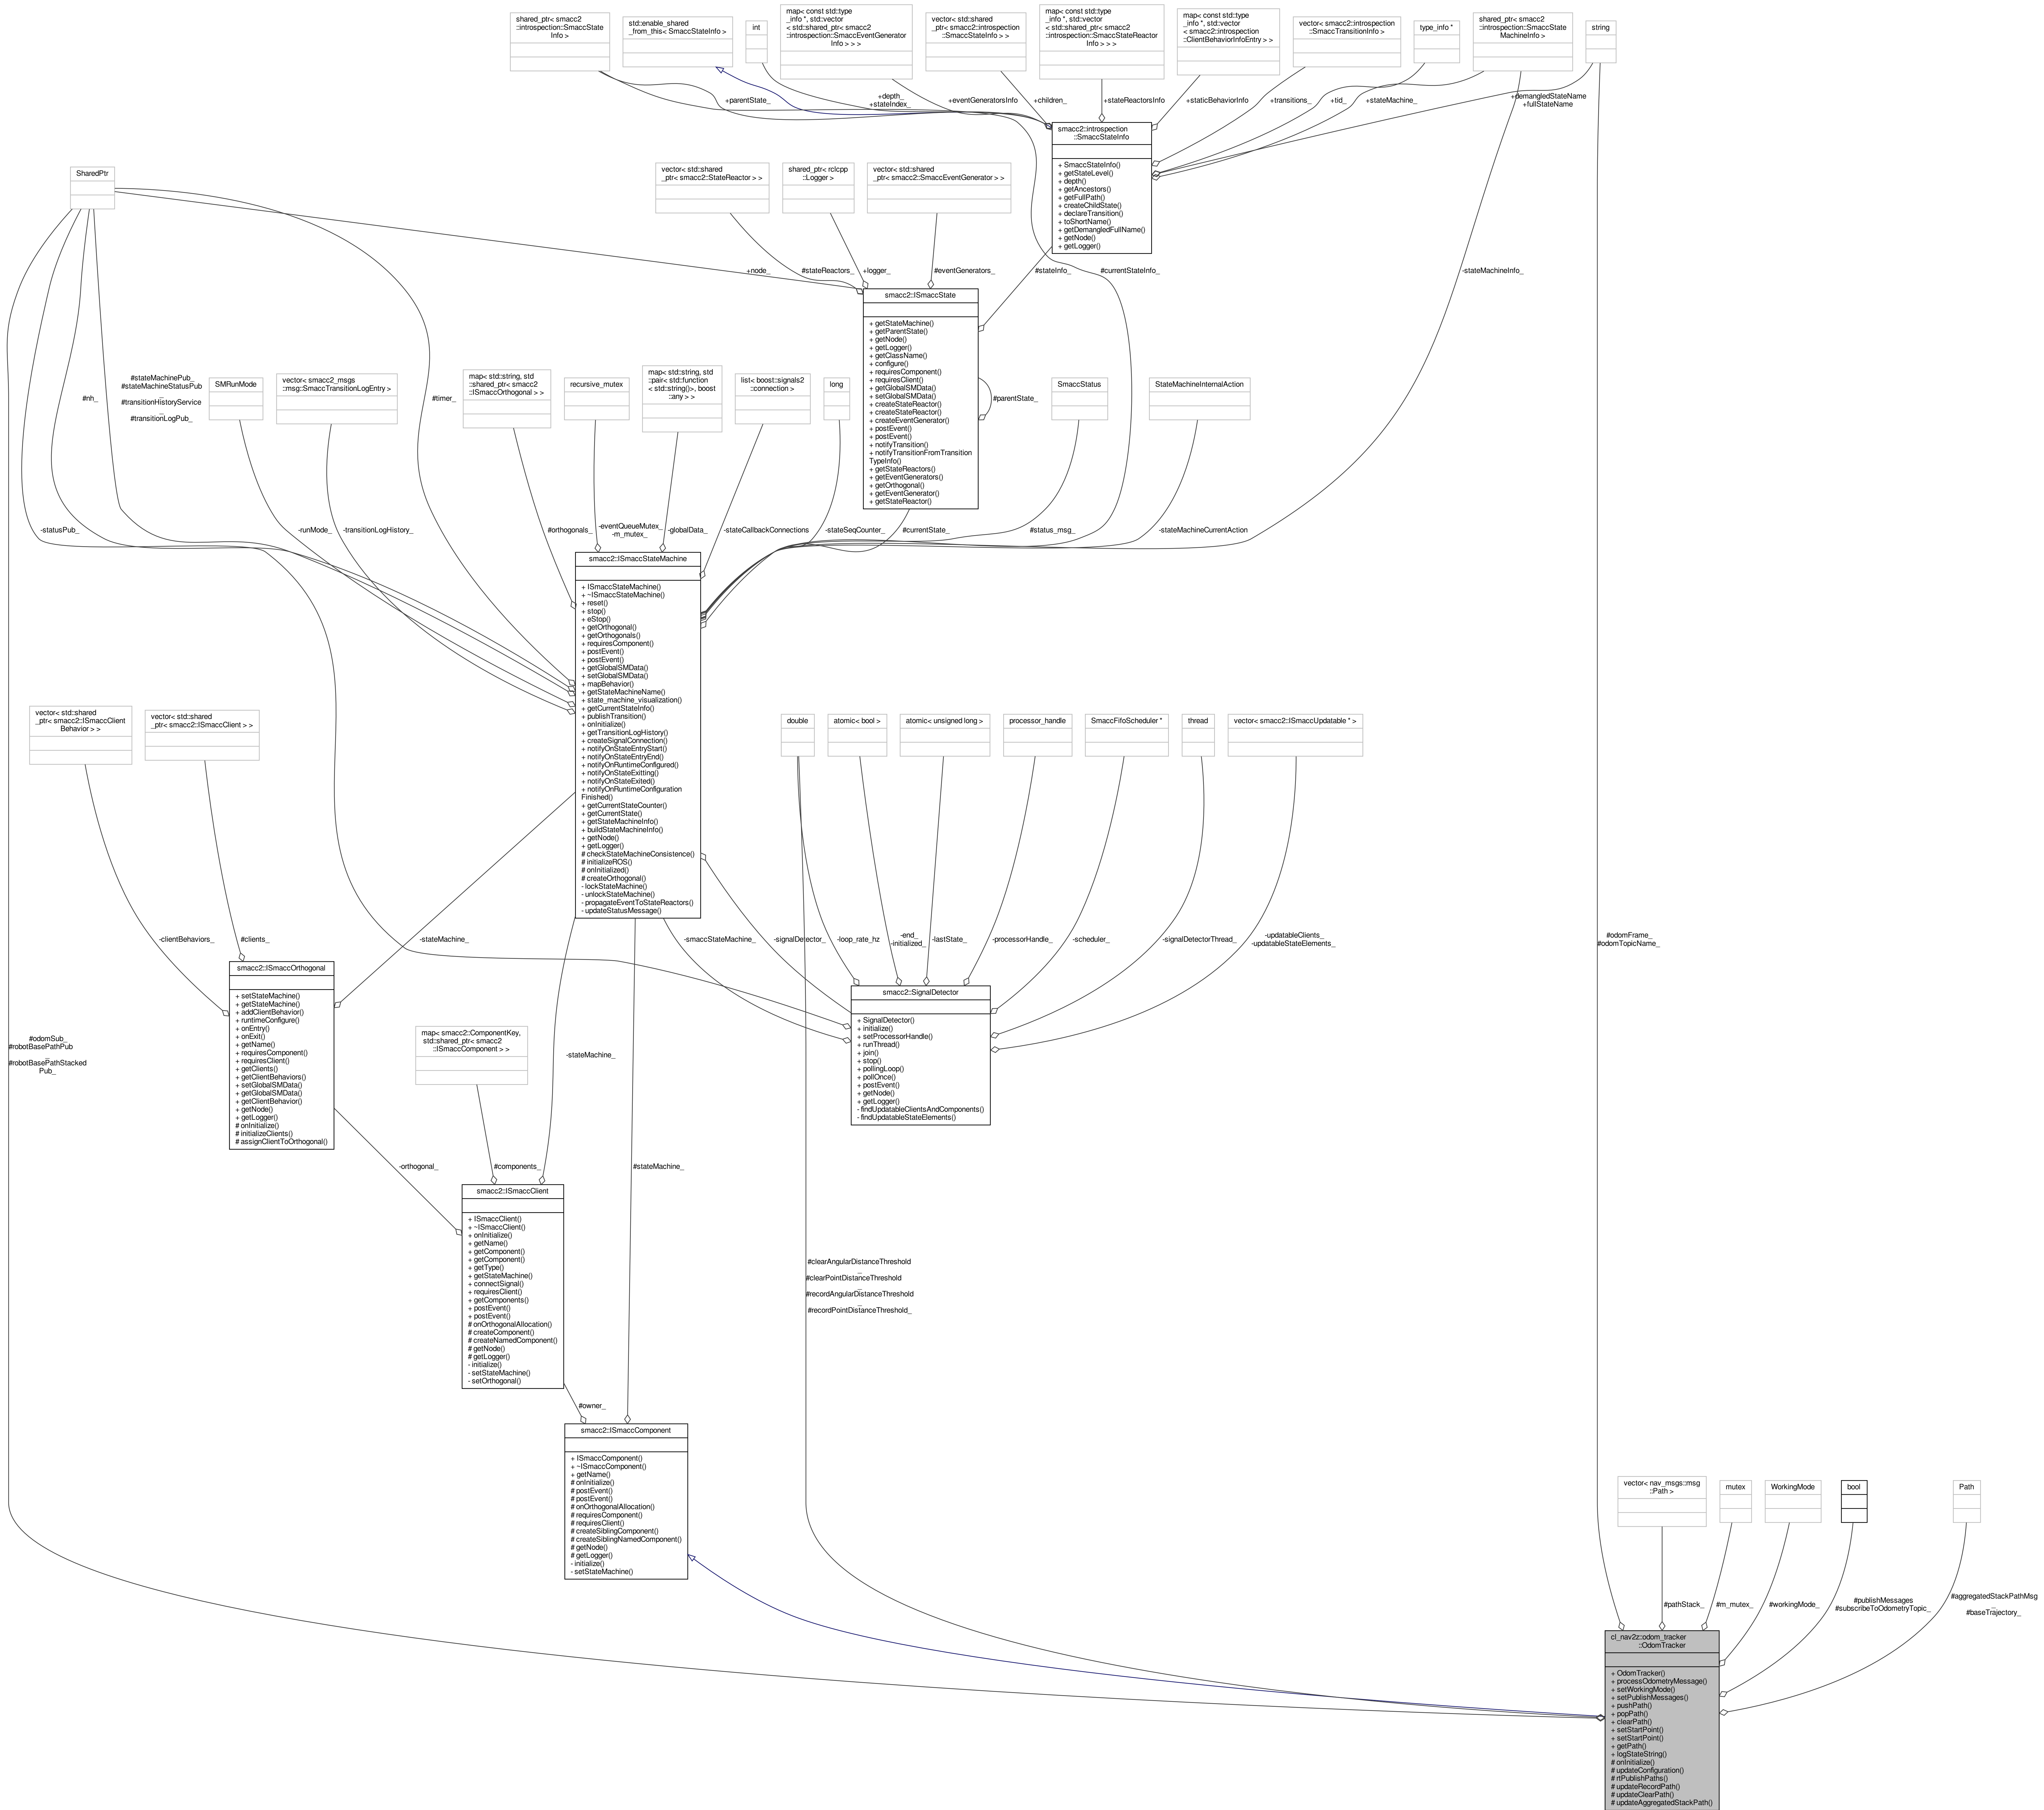 shared_ptr< smacc2
::introspection::SmaccState
Info >
std::enable_shared
_from_this< SmaccStateInfo >
int
map< const std::type
_info *, std::vector
< std::shared_ptr< smacc2
::introspection::SmaccEventGenerator
Info > > >
vector< std::shared
_ptr< smacc2::introspection
::SmaccStateInfo > >
map< const std::type
_info *, std::vector
< std::shared_ptr< smacc2
::introspection::SmaccStateReactor
Info > > >
map< const std::type
_info *, std::vector
< smacc2::introspection
::ClientBehaviorInfoEntry > >
vector< smacc2::introspection
::SmaccTransitionInfo >
type_info *
shared_ptr< smacc2
::introspection::SmaccState
MachineInfo >
string
+parentState_
+depth_
+stateIndex_
+eventGeneratorsInfo
+children_
+stateReactorsInfo
+staticBehaviorInfo
+transitions_
+tid_
+stateMachine_
+demangledStateName
+fullStateName
smacc2::introspection
::SmaccStateInfo
+ SmaccStateInfo()
+ getStateLevel()
+ depth()
+ getAncestors()
+ getFullPath()
+ createChildState()
+ declareTransition()
+ toShortName()
+ getDemangledFullName()
+ getNode()
+ getLogger()
SharedPtr
vector< std::shared
_ptr< smacc2::StateReactor > >
shared_ptr< rclcpp
::Logger >
vector< std::shared
_ptr< smacc2::SmaccEventGenerator > >
+node_
#stateReactors_
+logger_
#eventGenerators_
#stateInfo_
#currentStateInfo_
-stateMachineInfo_
smacc2::ISmaccState
+ getStateMachine()
+ getParentState()
+ getNode()
+ getLogger()
+ getClassName()
+ configure()
+ requiresComponent()
+ requiresClient()
+ getGlobalSMData()
+ setGlobalSMData()
+ createStateReactor()
+ createStateReactor()
+ createEventGenerator()
+ postEvent()
+ postEvent()
+ notifyTransition()
+ notifyTransitionFromTransition
TypeInfo()
+ getStateReactors()
+ getEventGenerators()
+ getOrthogonal()
+ getEventGenerator()
+ getStateReactor()
#parentState_
#nh_
#stateMachinePub_
#stateMachineStatusPub
_
#transitionHistoryService
_
#transitionLogPub_
SMRunMode
vector< smacc2_msgs
::msg::SmaccTransitionLogEntry >
#timer_
map< std::string, std
::shared_ptr< smacc2
::ISmaccOrthogonal > >
recursive_mutex
map< std::string, std
::pair< std::function
< std::string()>, boost
::any > >
list< boost::signals2
::connection >
long
SmaccStatus
StateMachineInternalAction
-statusPub_
-runMode_
-transitionLogHistory_
#orthogonals_
-eventQueueMutex_
-m_mutex_
-globalData_
-stateCallbackConnections
-stateSeqCounter_
#currentState_
#status_msg_
-stateMachineCurrentAction
smacc2::ISmaccStateMachine
+ ISmaccStateMachine()
+ ~ISmaccStateMachine()
+ reset()
+ stop()
+ eStop()
+ getOrthogonal()
+ getOrthogonals()
+ requiresComponent()
+ postEvent()
+ postEvent()
+ getGlobalSMData()
+ setGlobalSMData()
+ mapBehavior()
+ getStateMachineName()
+ state_machine_visualization()
+ getCurrentStateInfo()
+ publishTransition()
+ onInitialize()
+ getTransitionLogHistory()
+ createSignalConnection()
+ notifyOnStateEntryStart()
+ notifyOnStateEntryEnd()
+ notifyOnRuntimeConfigured()
+ notifyOnStateExitting()
+ notifyOnStateExited()
+ notifyOnRuntimeConfiguration
Finished()
+ getCurrentStateCounter()
+ getCurrentState()
+ getStateMachineInfo()
+ buildStateMachineInfo()
+ getNode()
+ getLogger()
# checkStateMachineConsistence()
# initializeROS()
# onInitialized()
# createOrthogonal()
- lockStateMachine()
- unlockStateMachine()
- propagateEventToStateReactors()
- updateStatusMessage()
vector< std::shared
_ptr< smacc2::ISmaccClient
Behavior > >
vector< std::shared
_ptr< smacc2::ISmaccClient > >
double
atomic< bool >
atomic< unsigned long >
processor_handle
SmaccFifoScheduler *
thread
vector< smacc2::ISmaccUpdatable * >
-clientBehaviors_
#clients_
-stateMachine_
-smaccStateMachine_
-signalDetector_
-loop_rate_hz
-end_
-initialized_
-lastState_
-processorHandle_
-scheduler_
-signalDetectorThread_
-updatableClients_
-updatableStateElements_
#odomFrame_
#odomTopicName_
smacc2::ISmaccOrthogonal
+ setStateMachine()
+ getStateMachine()
+ addClientBehavior()
+ runtimeConfigure()
+ onEntry()
+ onExit()
+ getName()
+ requiresComponent()
+ requiresClient()
+ getClients()
+ getClientBehaviors()
+ setGlobalSMData()
+ getGlobalSMData()
+ getClientBehavior()
+ getNode()
+ getLogger()
# onInitialize()
# initializeClients()
# assignClientToOrthogonal()
smacc2::SignalDetector
+ SignalDetector()
+ initialize()
+ setProcessorHandle()
+ runThread()
+ join()
+ stop()
+ pollingLoop()
+ pollOnce()
+ postEvent()
+ getNode()
+ getLogger()
- findUpdatableClientsAndComponents()
- findUpdatableStateElements()
#odomSub_
#robotBasePathPub
_
#robotBasePathStacked
Pub_
map< smacc2::ComponentKey,
std::shared_ptr< smacc2
::ISmaccComponent > >
-stateMachine_
-orthogonal_
#components_
#stateMachine_
smacc2::ISmaccClient
+ ISmaccClient()
+ ~ISmaccClient()
+ onInitialize()
+ getName()
+ getComponent()
+ getComponent()
+ getType()
+ getStateMachine()
+ connectSignal()
+ requiresClient()
+ getComponents()
+ postEvent()
+ postEvent()
# onOrthogonalAllocation()
# createComponent()
# createNamedComponent()
# getNode()
# getLogger()
- initialize()
- setStateMachine()
- setOrthogonal()
#clearAngularDistanceThreshold
_
#clearPointDistanceThreshold
_
#recordAngularDistanceThreshold
_
#recordPointDistanceThreshold_
#owner_
smacc2::ISmaccComponent
+ ISmaccComponent()
+ ~ISmaccComponent()
+ getName()
# onInitialize()
# postEvent()
# postEvent()
# onOrthogonalAllocation()
# requiresComponent()
# requiresClient()
# createSiblingComponent()
# createSiblingNamedComponent()
# getNode()
# getLogger()
- initialize()
- setStateMachine()
vector< nav_msgs::msg
::Path >
mutex
WorkingMode
bool
Path
#pathStack_
#m_mutex_
#workingMode_
#publishMessages
#subscribeToOdometryTopic_
#aggregatedStackPathMsg
_
#baseTrajectory_
cl_nav2z::odom_tracker
::OdomTracker
+ OdomTracker()
+ processOdometryMessage()
+ setWorkingMode()
+ setPublishMessages()
+ pushPath()
+ popPath()
+ clearPath()
+ setStartPoint()
+ setStartPoint()
+ getPath()
+ logStateString()
# onInitialize()
# updateConfiguration()
# rtPublishPaths()
# updateRecordPath()
# updateClearPath()
# updateAggregatedStackPath()